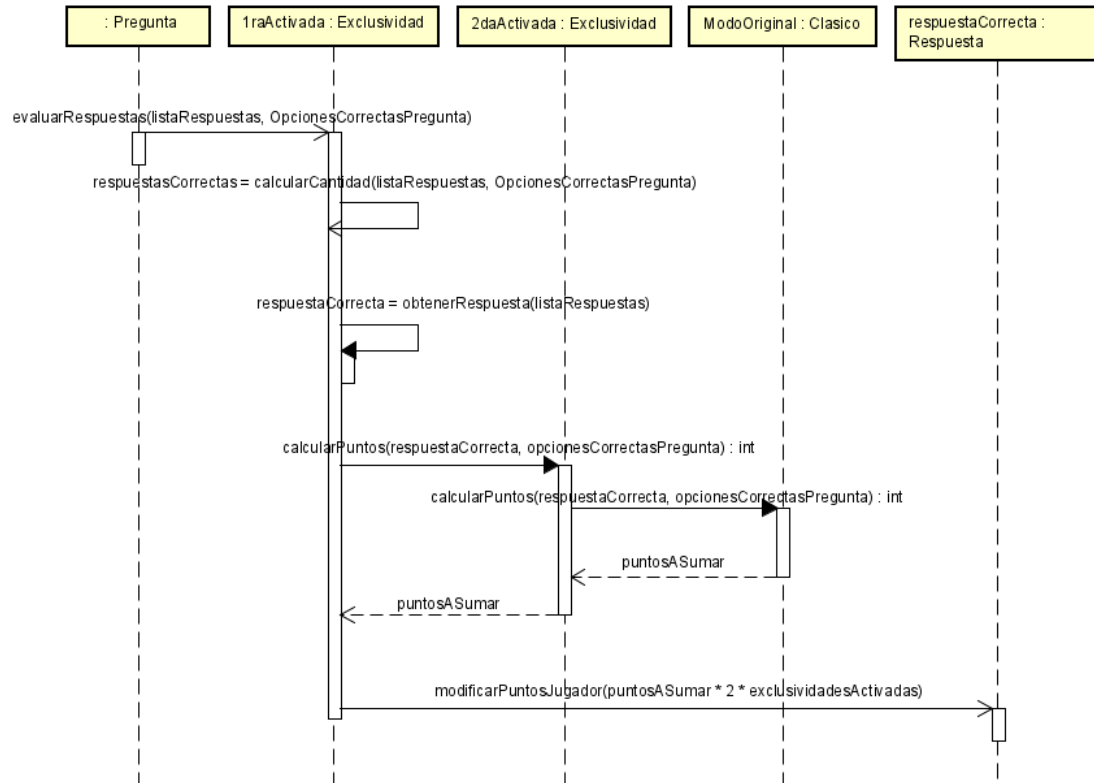 : Pregunta
1raActivada : Exclusividad
2daActivada : Exclusividad
ModoOriginal : Clasico
respuestaCorrecta :
Respuesta
evaluarRespuestas(listaRespuestas, OpcionesCorrectasPregunta)
respuestasCorrectas = calcularCantidad(listaRespuestas, OpcionesCorrectasPregunta)
respuestaCorrecta = obtenerRespuesta(listaRespuestas)
calcularPuntos(respuestaCorrecta, opcionesCorrectasPregunta) : int
calcularPuntos(respuestaCorrecta, opcionesCorrectasPregunta) : int
puntosASumar
puntosASumar
modificarPuntosJugador(puntosASumar * 2 * exclusividadesActivadas)